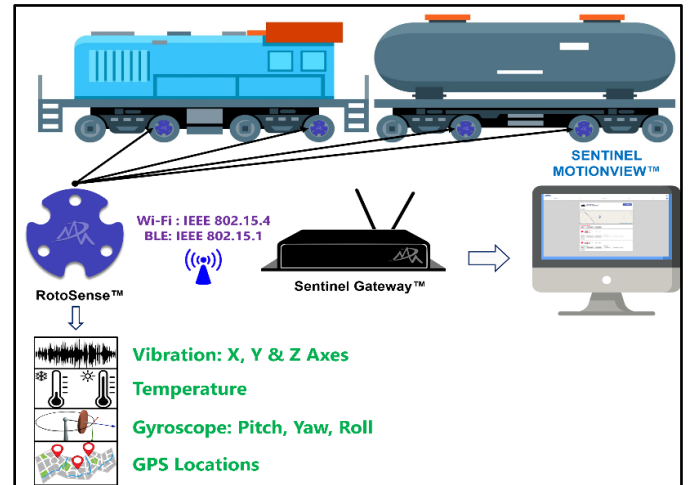 SENTINEL
MOTIONVIEW™
Wi-Fi : IEEE 802.15.4
BLE: IEEE 802.15.1
RotoSense™
Sentinel Gateway™
Vibration: X, Y & Z Axes
Temperature
Gyroscope: Pitch, Yaw, Roll
GPS Locations